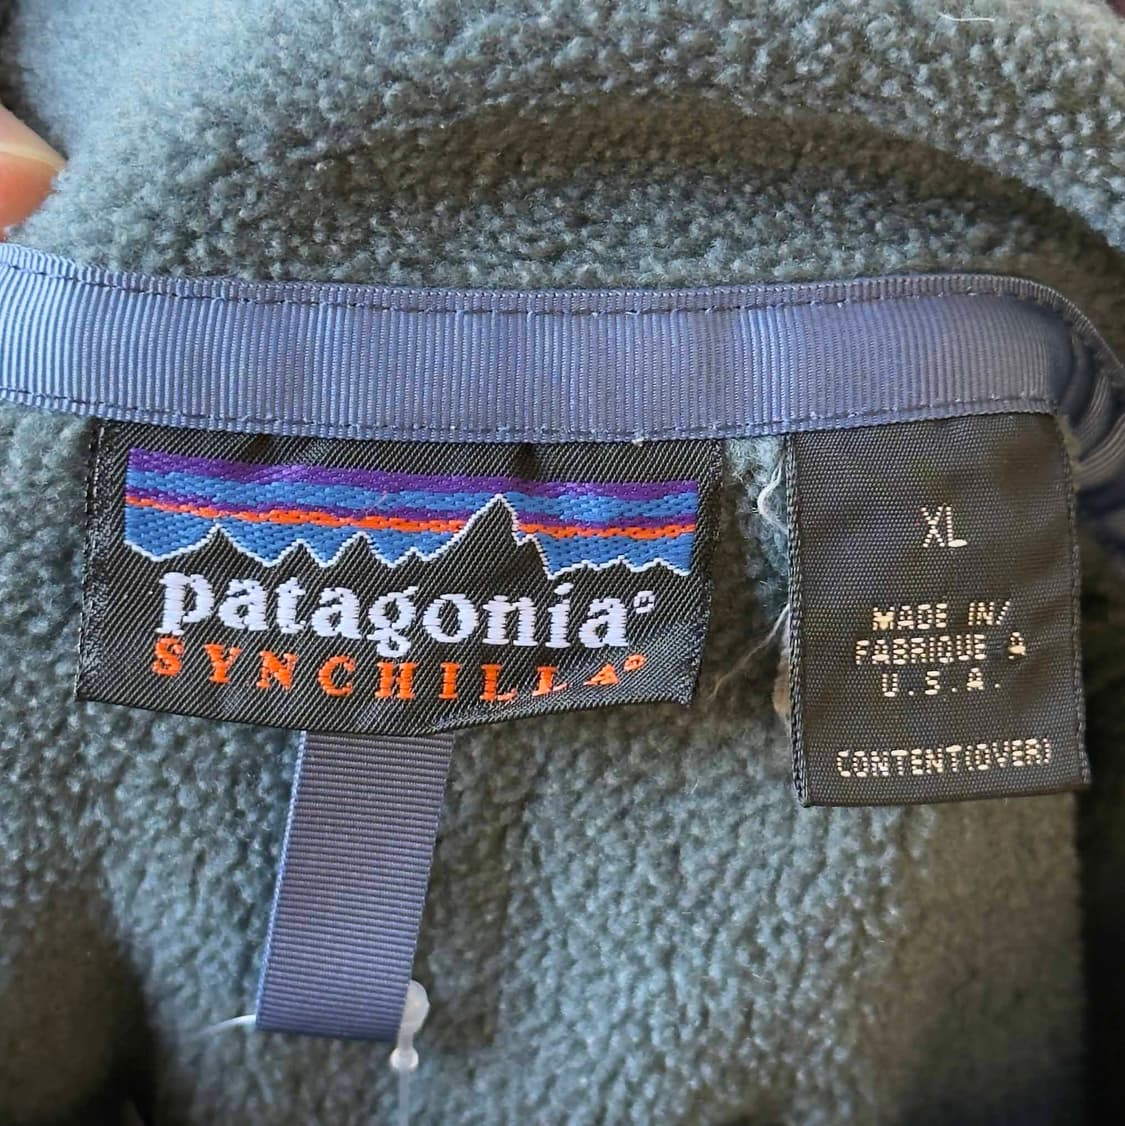 patagonia®
SYNCHILLA®
XL
MADE IN/
FABRIQUE A
U.S.A.
CONTENT(OVER)